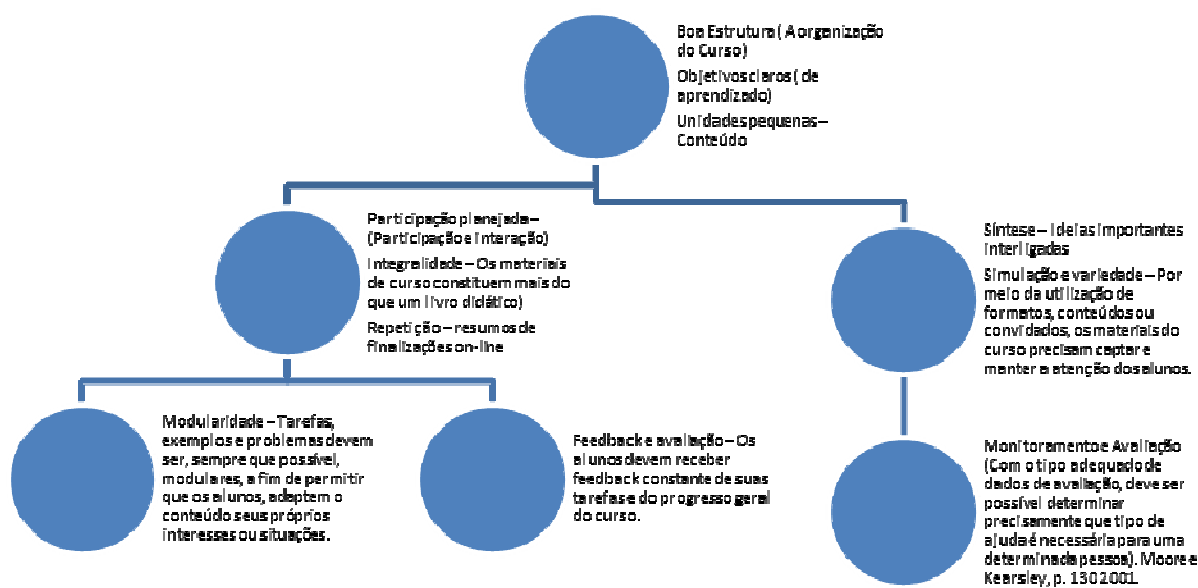 Boa Estrutura ( A organização
do Curso)
Objetivos claros ( de
aprendizado)
Unidades pequenas –
Conteúdo
Participação planejada –
(Participação e interação)
Integralidade – Os materiais
de curso constituem mais do
que um livro didático)
Repetição – resumos de
finalizações on-line
Síntese – Ideias importantes
interligadas
Simulação e variedade – Por
meio da utilização de
formatos, conteúdos ou
convidados, os materiais do
curso precisam captar e
manter a atenção dos alunos.
Modularidade – Tarefas,
exemplos e problemas devem
ser, sempre que possível,
modulares, a fim de permitir
que os alunos, adaptem o
conteúdo seus próprios
interesses ou situações.
Feedback e avaliação – Os
alunos devem receber
feedback constante de suas
tarefas e do progresso geral
do curso.
Monitoramento e Avaliação
(Com o tipo adequado de
dados de avaliação, deve ser
possível determinar
precisamente que tipo de
ajuda é necessária para uma
determinada pessoa). Moore e
Kearsley, p. 130 2001.